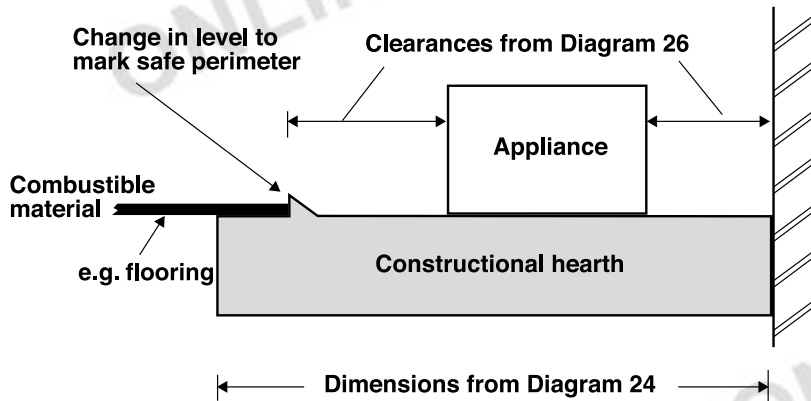 Change in level to
mark safe perimeter
Clearances from Diagram 26
Appliance
Combustible
material
e.g. flooring
Constructional hearth
Dimensions from Diagram 24